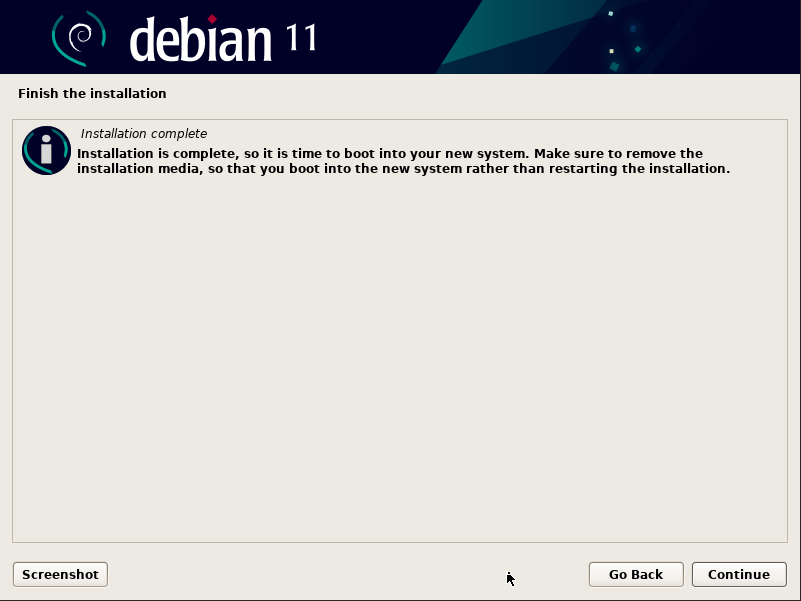 debian 11
Finish the installation
Installation complete
Installation is complete, so it is time to boot into your new system. Make sure to remove the
installation media, so that you boot into the new system rather than restarting the installation.
Screenshot
Go Back
Continue